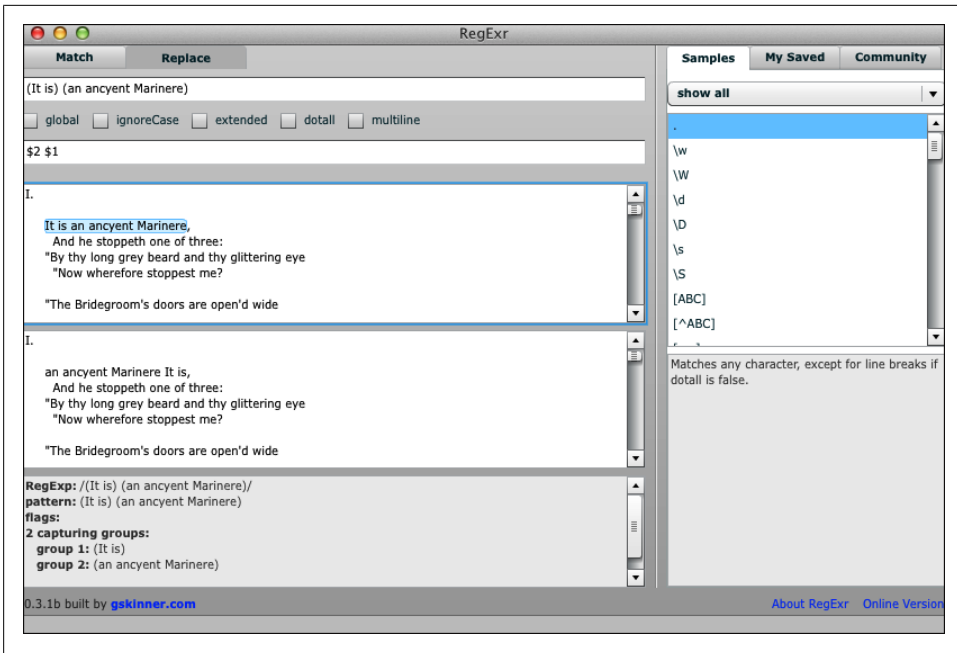 RegExr
Match Replace
(It is) (an ancyent Marinere)
global ignoreCase extended dotall multiline
$2 $1
I.
It is an ancyent Marinere,
And he stoppeth one of three:
"By thy long grey beard and thy glittering eye
"Now wherefore stoppest me?
"The Bridegroom's doors are open'd wide
I.
an ancyent Marinere It is,
And he stoppeth one of three:
"By thy long grey beard and thy glittering eye
"Now wherefore stoppest me?
"The Bridegroom's doors are open'd wide
RegExp: /(It is) (an ancyent Marinere)/
pattern: (It is) (an ancyent Marinere)
flags:
2 capturing groups:
group 1: (It is)
group 2: (an ancyent Marinere)
Samples My Saved Community
show all
.
\w
\W
\d
\D
\s
\S
[ABC]
[^ABC]
Matches any character, except for line breaks if
dotall is false.
0.3.1b built by gskinner.com
About RegExr Online Version